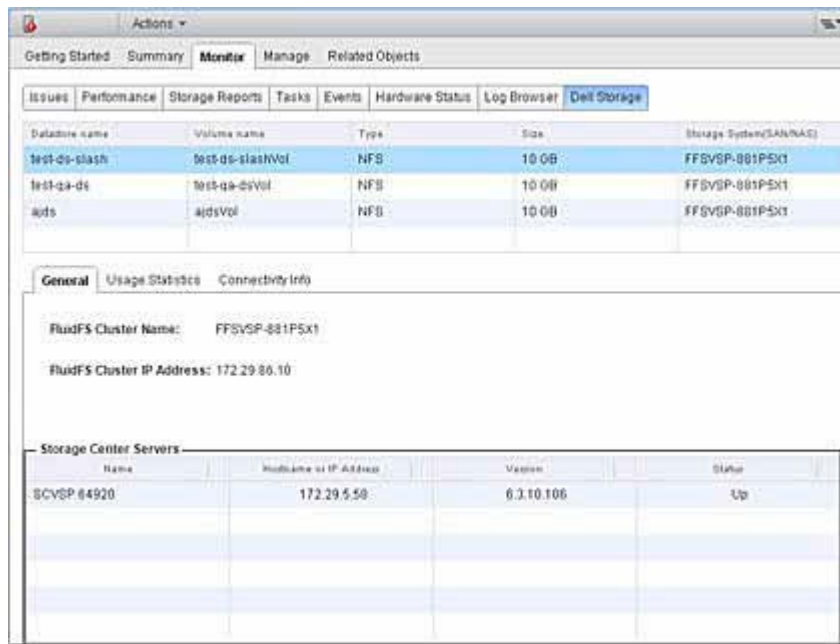 Actions
Getting Started Summary Monitor Manage Related Objects
Issues Performance Storage Reports Tasks Events Hardware Status Log Browser Dell Storage
Datastore name Volume name Type Size Storage System(SAN/NAS)
test-ds-slash test-ds-slashVol NFS 10 GB FFSVSP-881P5X1
test-qa-ds test-qa-dsVol NFS 10 GB FFSVSP-881P5X1
ajds ajdsVol NFS 10 GB FFSVSP-881P5X1
General Usage Statistics Connectivity Info
FluidFS Cluster Name: FFSVSP-881P5X1
FluidFS Cluster IP Address: 172.29.86.10
Storage Center Servers
Name Hostname or IP Address Version Status
SCVSP 64920 172.29.5.50 6.3.10.106 Up